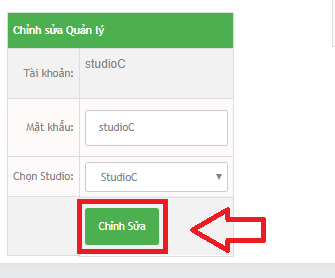 Chỉnh sửa Quản lý
Tài khoản: studioC
Mật khẩu: studioC
Chọn Studio: StudioC
Chỉnh Sửa